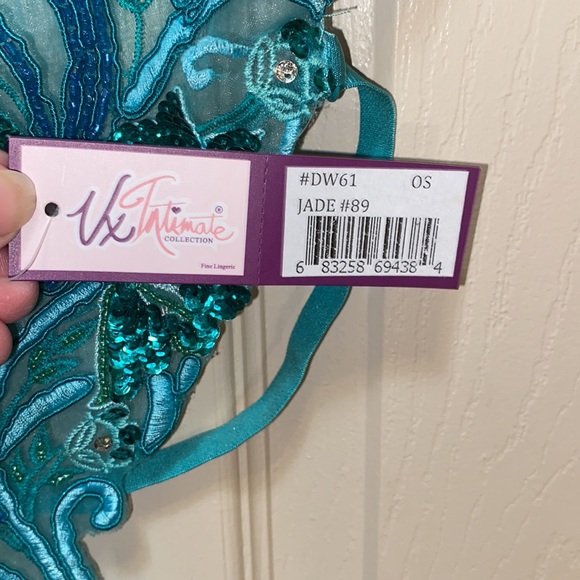 Vx Intimate®
COLLECTION
Fine Lingerie
#DW61 OS
JADE #89
6 83258 69438 4